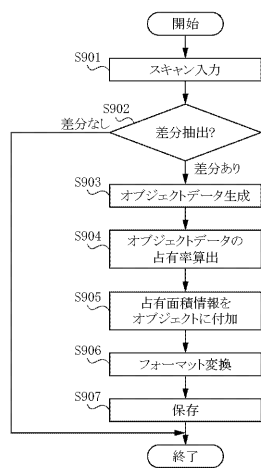 開始
S901
スキャン入力
S902
差分なし
差分抽出?
差分あり
S903
オブジェクトデータ生成
S904
オブジェクトデータの
占有率算出
S905
占有面積情報を
オブジェクトに付加
S906
フォーマット変換
S907
保存
終了